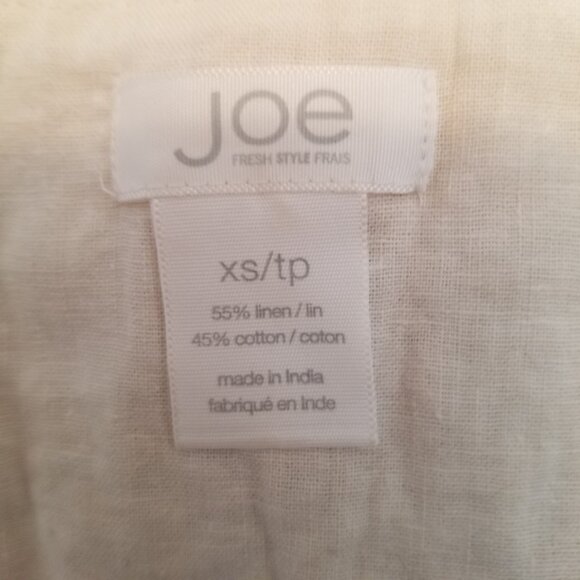 Joe
FRESH STYLE FRAIS
xs/tp
55% linen / lin
45% cotton / coton
made in India
fabriqué en Inde